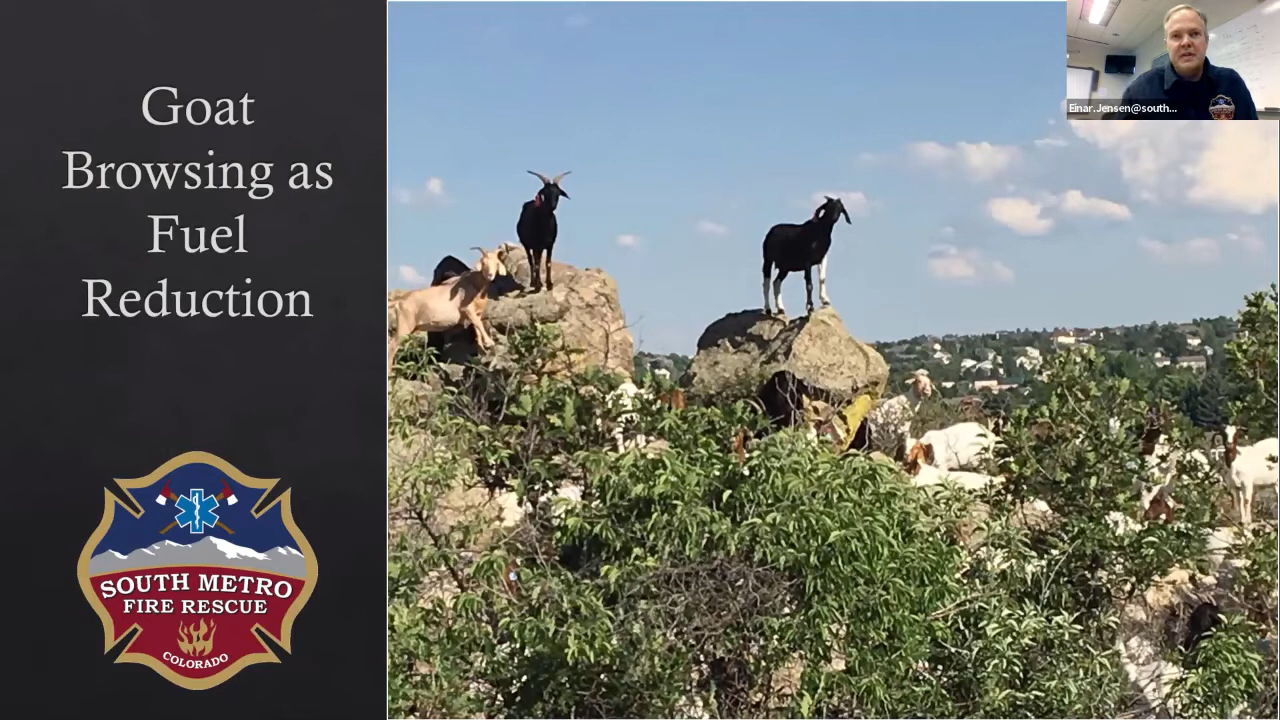 Goat
Browsing as
Fuel
Reduction
Einar.Jensen@south...
SOUTH METRO
FIRE RESCUE
COLORADO